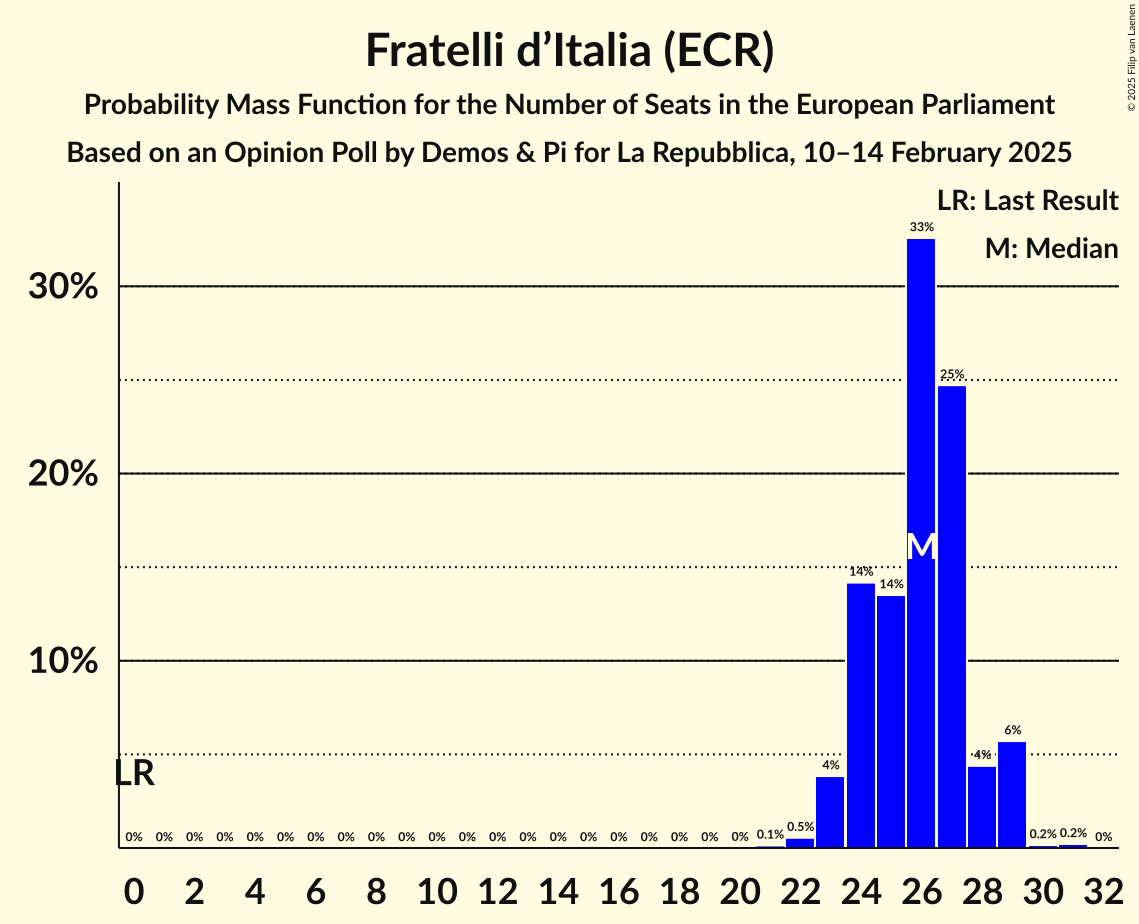 Fratelli d’Italia (ECR)
Probability Mass Function for the Number of Seats in the European Parliament
Based on an Opinion Poll by Demos & Pi for La Repubblica, 10–14 February 2025
© 2025 Filip van Laenen
LR: Last Result
M: Median
30%
20%
10%
33%
25%
M
14%
14%
6%
4%
4%
LR
0% 0% 0% 0% 0% 0% 0% 0% 0% 0% 0% 0% 0% 0% 0% 0% 0% 0% 0% 0% 0% 0.1% 0.5% 0.2% 0.2% 0%
0 2 4 6 8 10 12 14 16 18 20 22 24 26 28 30 32